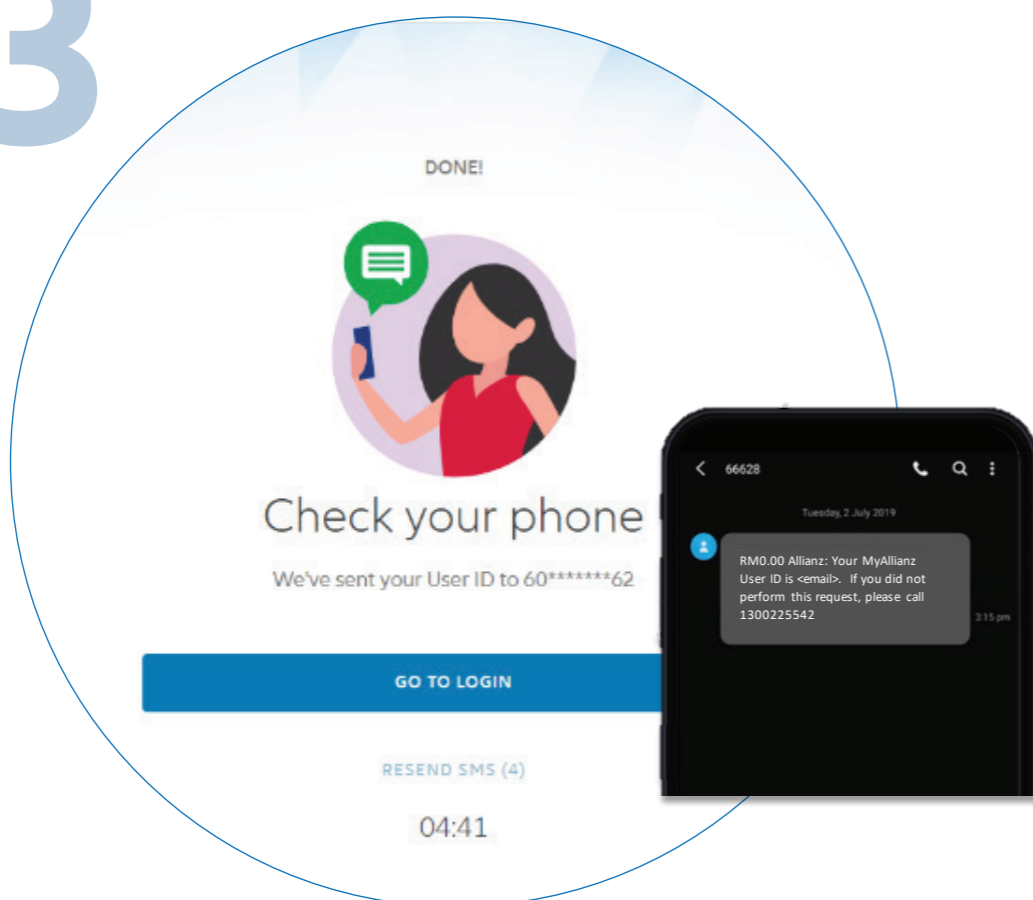 3
DONE!
Check your phone
We've sent your User ID to 60*******62
GO TO LOGIN
RESEND SMS (4)
04:41
66628
Tuesday, 2 July 2019
RM0.00 Allianz: Your MyAllianz
User ID is <email>. If you did not
perform this request, please call
1300225542
3:15 pm